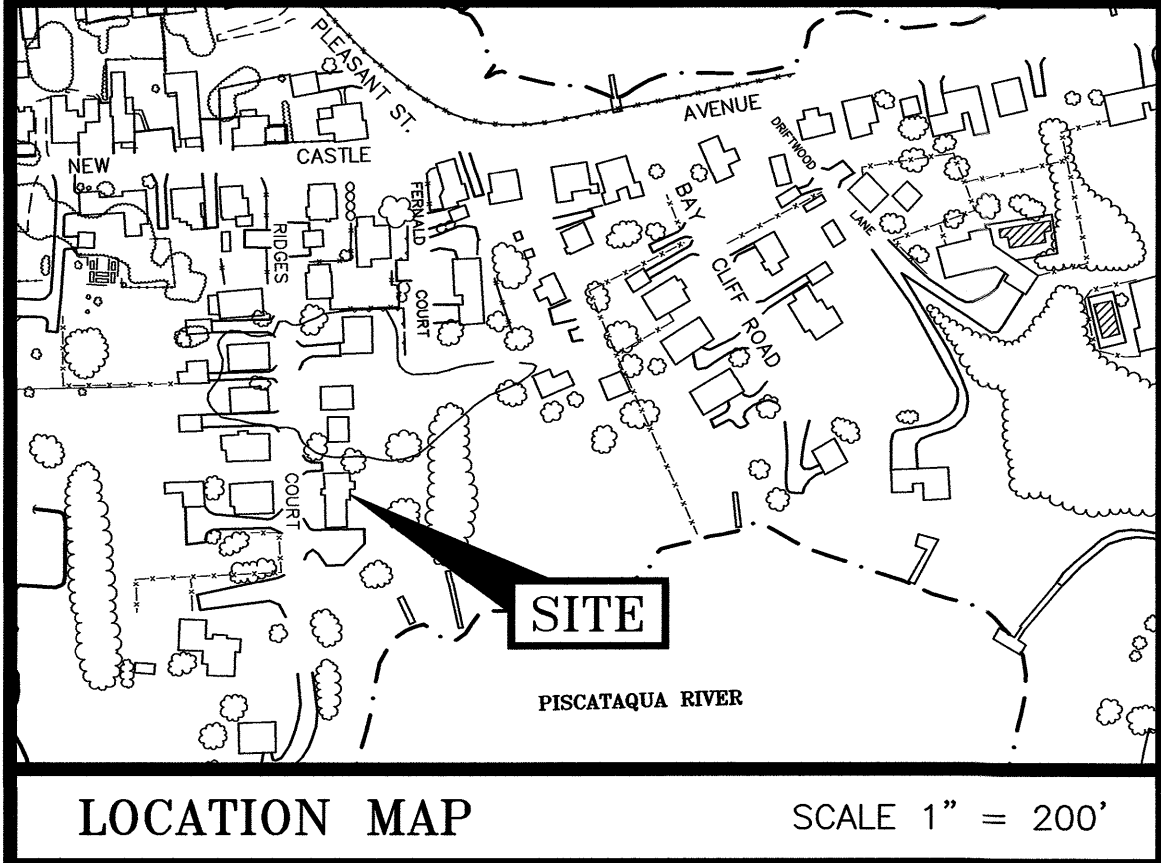 PLEASANT ST.
NEW
CASTLE
AVENUE
DRIFTWOOD
LANE
FERNALD
COURT
RIDGES
COURT
BAY
CLIFF
ROAD
SITE
PISCATAQUA RIVER
LOCATION MAP
SCALE 1" = 200'